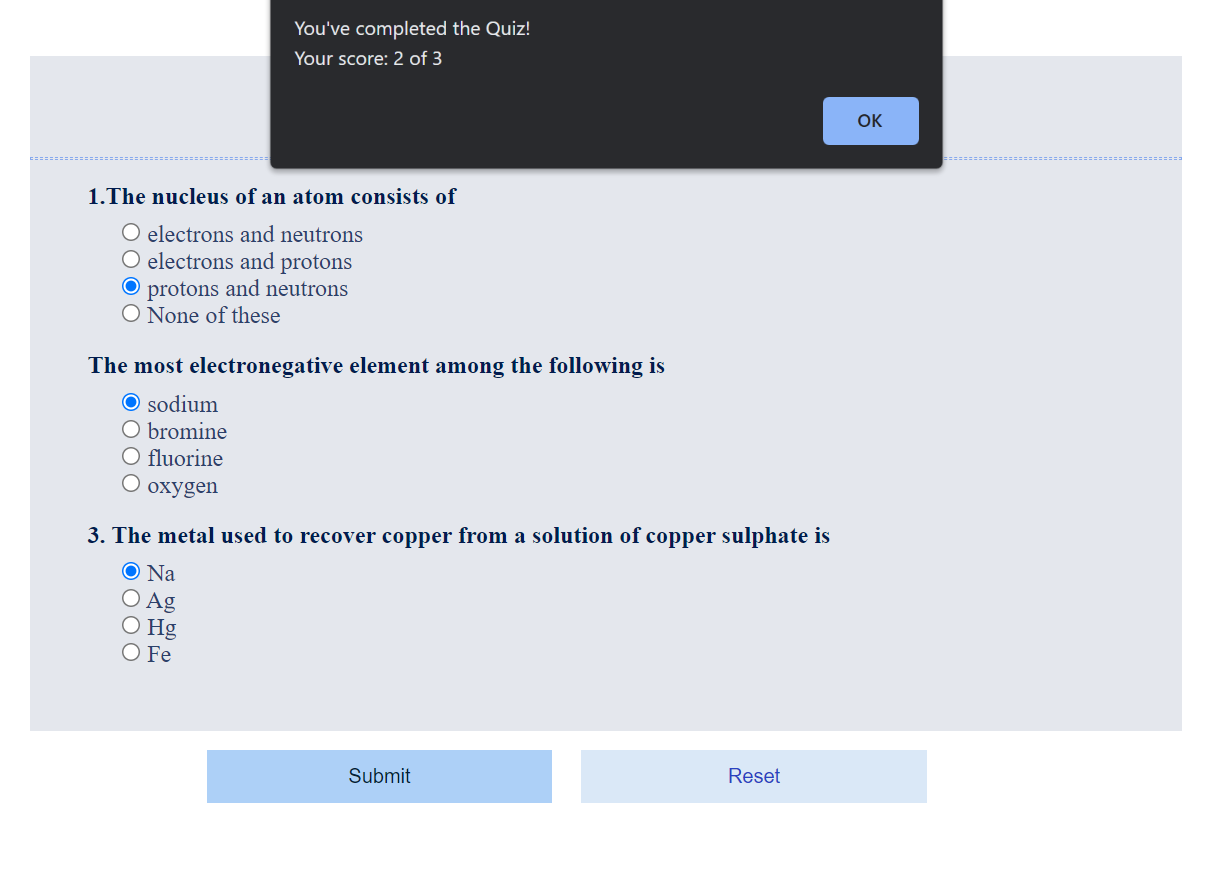 You've completed the Quiz!
Your score: 2 of 3
OK
1.The nucleus of an atom consists of
electrons and neutrons
electrons and protons
protons and neutrons
None of these
The most electronegative element among the following is
sodium
bromine
fluorine
oxygen
3. The metal used to recover copper from a solution of copper sulphate is
Na
Ag
Hg
Fe
Submit
Reset